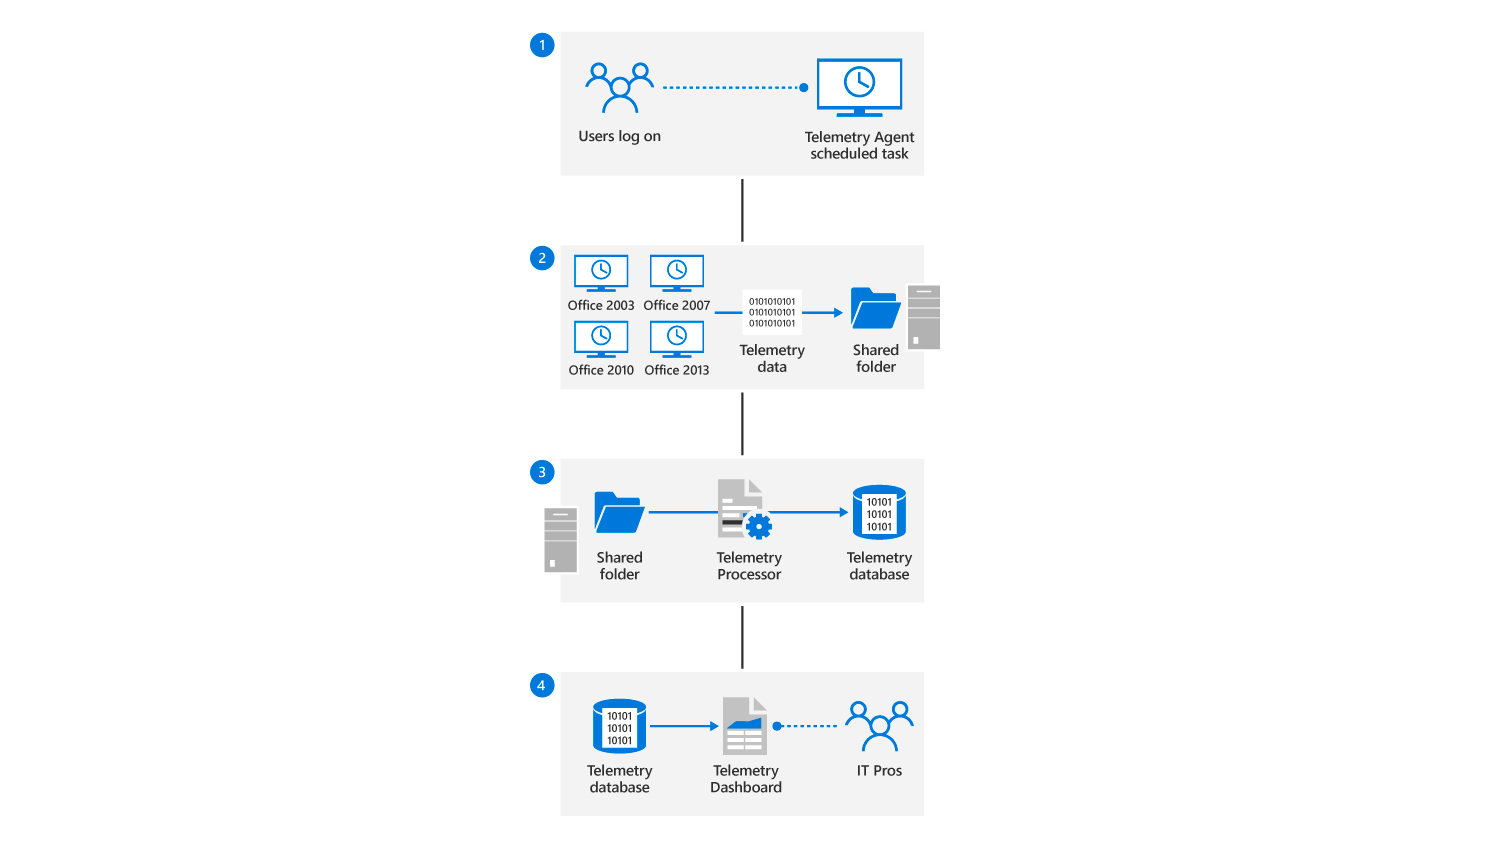 1
Users log on
Telemetry Agent
scheduled task
2
Office 2003
Office 2007
Office 2010
Office 2013
0101010101
0101010101
0101010101
Telemetry
data
Shared
folder
3
Shared
folder
Telemetry
Processor
10101
10101
10101
Telemetry
database
4
10101
10101
10101
Telemetry
database
Telemetry
Dashboard
IT Pros